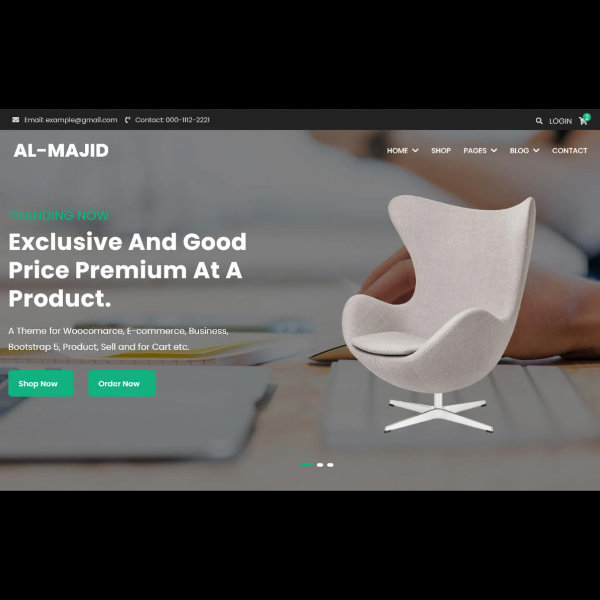 Email: example@gmail.com Contact: 000-1112-2221 LOGIN 2
AL-MAJID HOME SHOP PAGES BLOG CONTACT
TRANDING NOW
Exclusive And Good
Price Premium At A
Product.
A Theme for Woocomarce, E-commerce, Business,
Bootstrap 5, Product, Sell and for Cart etc.
Shop Now Order Now